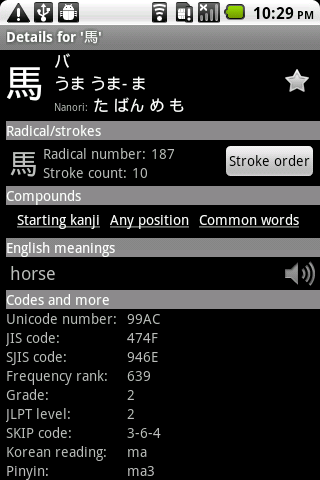 10:29 PM
Details for '馬'
馬
バ
うま うま- ま
Nanori: た ばん め も
Radical/strokes
馬
Radical number: 187
Stroke count: 10
Stroke order
Compounds
Starting kanji Any position Common words
English meanings
horse
Codes and more
Unicode number: 99AC
JIS code: 474F
SJIS code: 946E
Frequency rank: 639
Grade: 2
JLPT level: 2
SKIP code: 3-6-4
Korean reading: ma
Pinyin: ma3